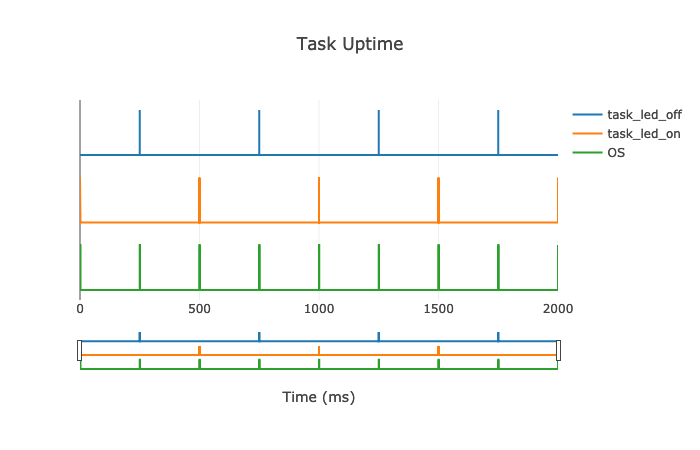 Task Uptime
task_led_off
task_led_on
OS
0 500 1000 1500 2000
Time (ms)